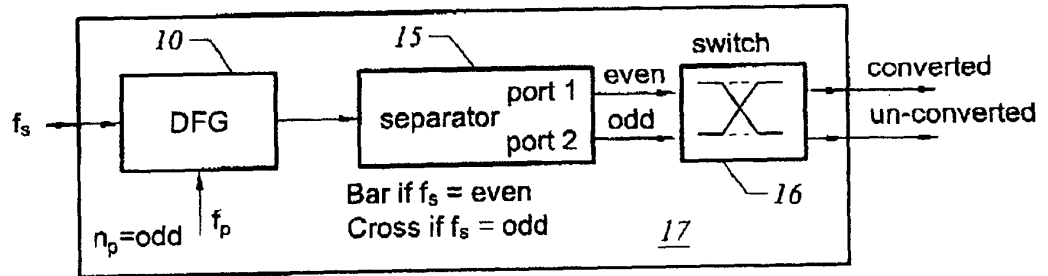 10
15
switch
f_s
DFG
separator
port 1
port 2
even
odd
converted
un-converted
16
n_p=odd
f_p
Bar if f_s = even
Cross if f_s = odd
17